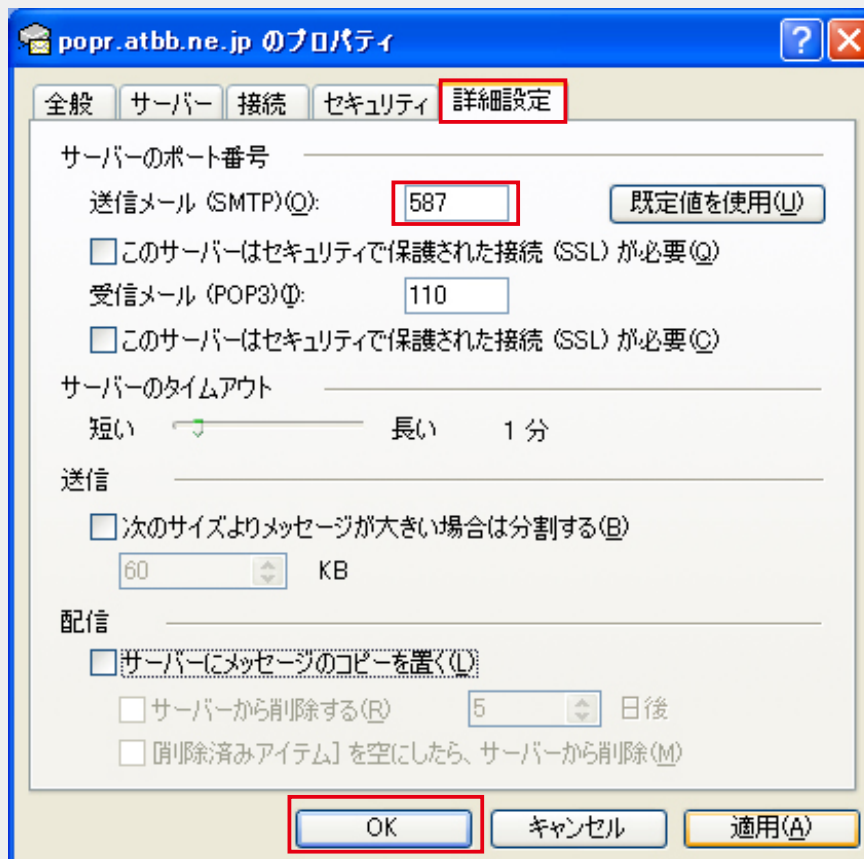 popr.atbb.ne.jp のプロパティ
全般 サーバー 接続 セキュリティ 詳細設定
サーバーのポート番号
送信メール (SMTP)(O): 587 既定値を使用(U)
このサーバーはセキュリティで保護された接続 (SSL) が必要(Q)
受信メール (POP3)(I): 110
このサーバーはセキュリティで保護された接続 (SSL) が必要(C)
サーバーのタイムアウト
短い 長い 1 分
送信
次のサイズよりメッセージが大きい場合は分割する(B)
60 KB
配信
サーバーにメッセージのコピーを置く(L)
サーバーから削除する(R) 5 日後
[削除済みアイテム] を空にしたら、サーバーから削除(M)
OK キャンセル 適用(A)